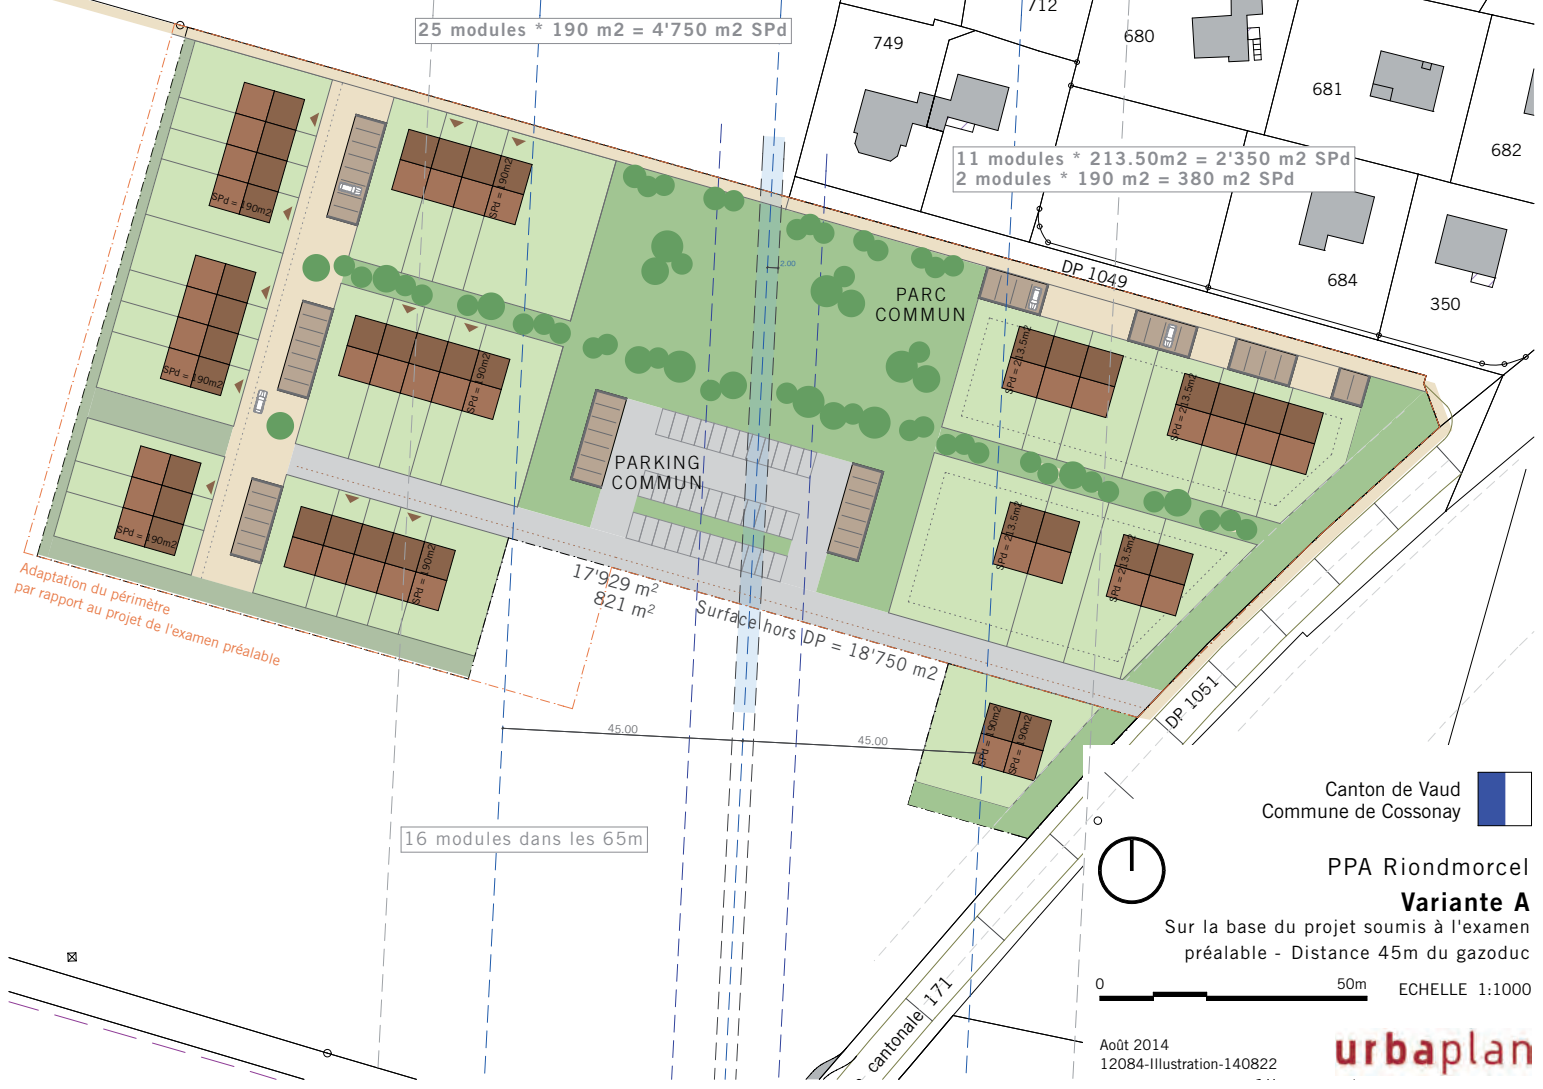 25 modules * 190 m2 = 4'750 m2 SPd
712
749
680
681
682
11 modules * 213.50m2 = 2'350 m2 SPd
2 modules * 190 m2 = 380 m2 SPd
684
350
DP 1049
SPd = 190m2
SPd = 190m2
SPd = 190m2
SPd = 190m2
SPd = 190m2
SPd = 190m2
2.00
PARC
COMMUN
SPd = 213.5m2
SPd = 213.5m2
SPd = 213.5m2
SPd = 213.5m2
PARKING
COMMUN
Adaptation du périmètre
par rapport au projet de l'examen préalable
17'929 m²
821 m²
Surface hors DP = 18'750 m2
SPd = 190m2
SPd = 190m2
45.00
45.00
DP 1051
16 modules dans les 65m
cantonale 171
Canton de Vaud
Commune de Cossonay
PPA Riondmorcel
Variante A
Sur la base du projet soumis à l'examen
préalable - Distance 45m du gazoduc
0 50m
ECHELLE 1:1000
Août 2014
12084-Illustration-140822
urbaplan